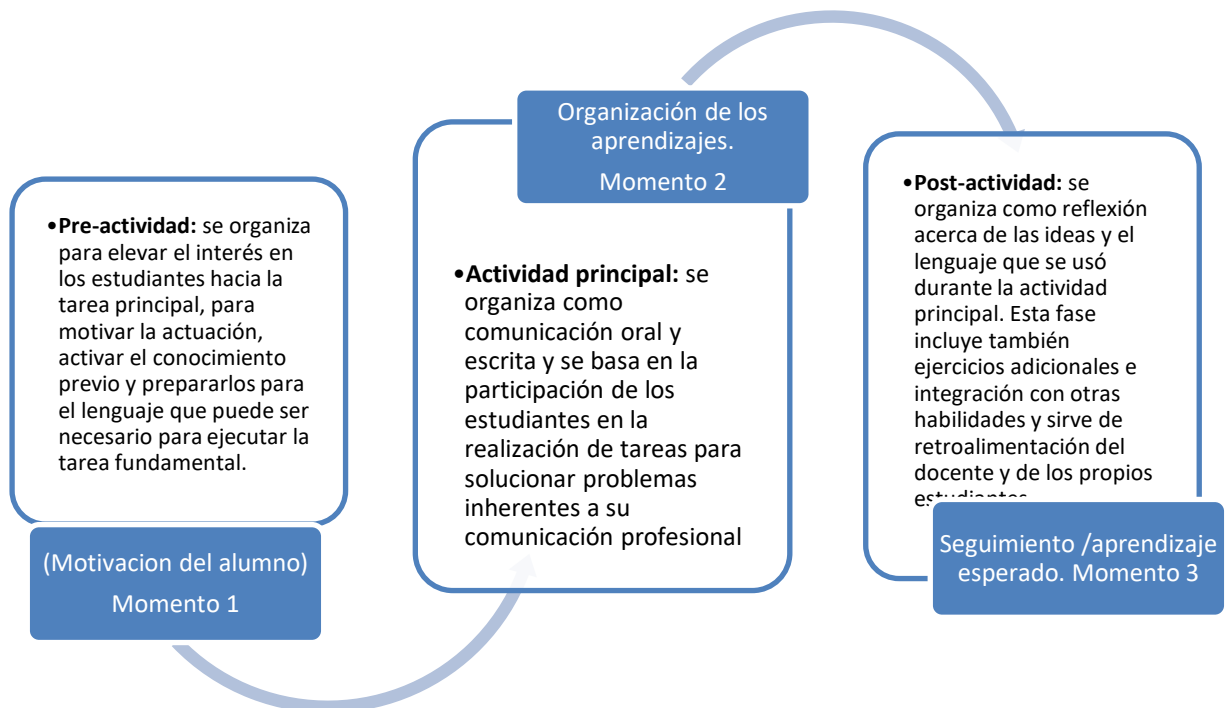 •Pre-actividad: se organiza
para elevar el interés en
los estudiantes hacia la
tarea principal, para
motivar la actuación,
activar el conocimiento
previo y prepararlos para
el lenguaje que puede ser
necesario para ejecutar la
tarea fundamental.
(Motivacion del alumno)
Momento 1
Organización de los
aprendizajes.
Momento 2
•Actividad principal: se
organiza como
comunicación oral y
escrita y se basa en la
participación de los
estudiantes en la
realización de tareas para
solucionar problemas
inherentes a su
comunicación profesional
•Post-actividad: se
organiza como reflexión
acerca de las ideas y el
lenguaje que se usó
durante la actividad
principal. Esta fase
incluye también
ejercicios adicionales e
integración con otras
habilidades y sirve de
retroalimentación del
docente y de los propios
estudiantes
Seguimiento /aprendizaje
esperado. Momento 3